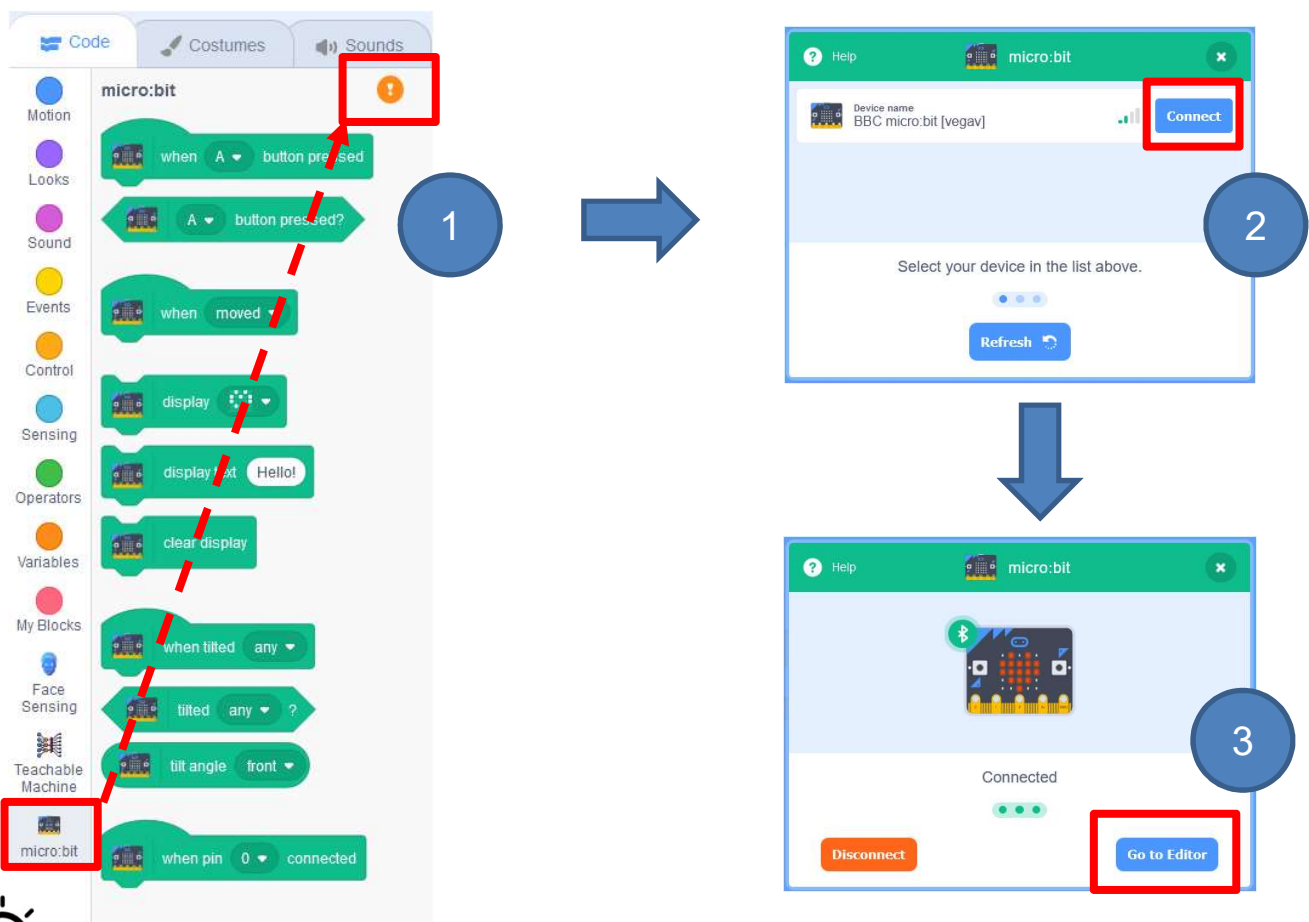 Code
Costumes
Sounds
Motion
Looks
Sound
Events
Control
Sensing
Operators
Variables
My Blocks
Face
Sensing
Teachable
Machine
micro:bit
micro:bit
when A button pressed
A button pressed?
when moved
display
display text Hello!
clear display
when tilted any
tilted any ?
tilt angle front
when pin 0 connected
1
? Help
micro:bit
Device name
BBC micro:bit [vegav]
Connect
2
Select your device in the list above.
Refresh
? Help
micro:bit
3
Connected
Disconnect
Go to Editor